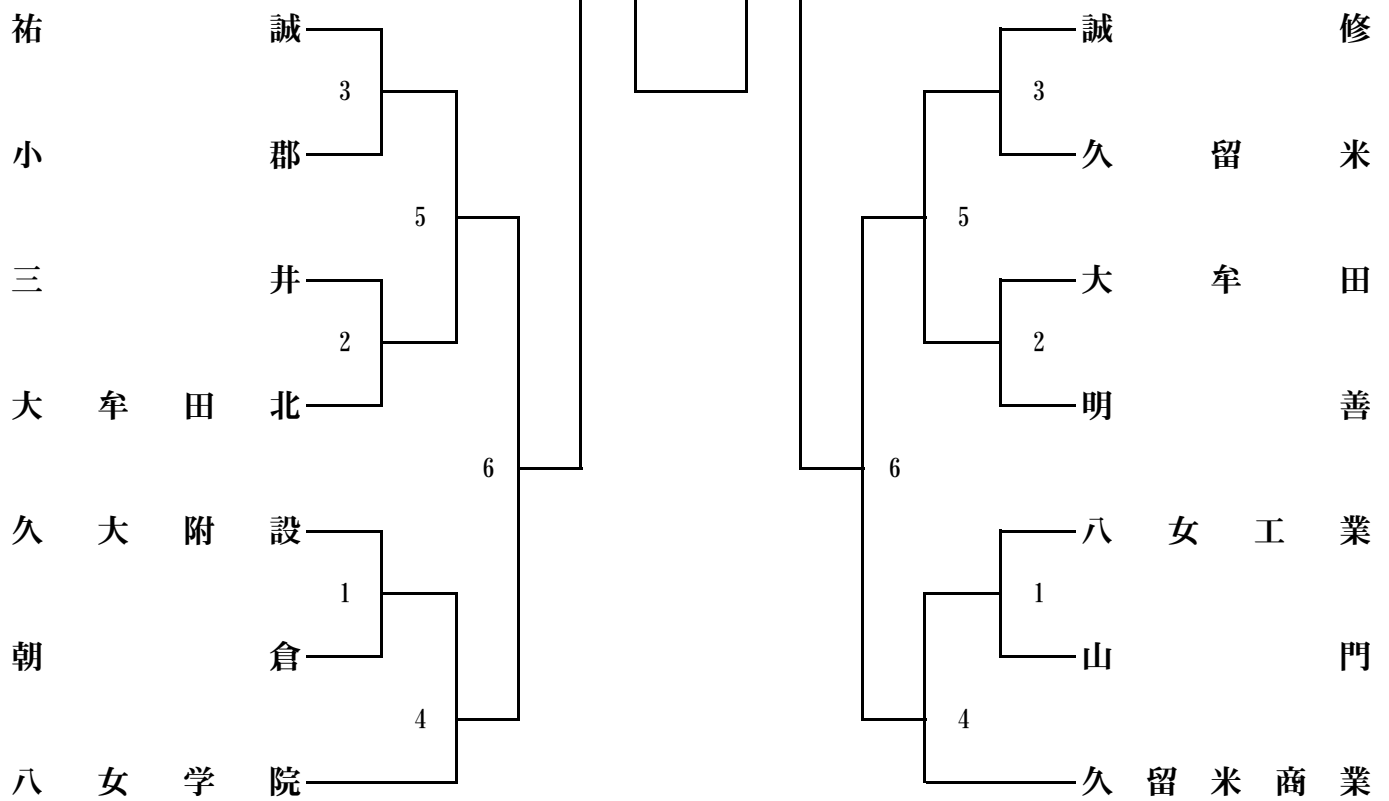 祐誠 誠修
3 3
小郡 久留米
5 5
三井 大牟田
2 2
大牟田北 明善
6 6
久大附設 八女工業
1 1
朝倉 山門
4 4
八女学院 久留米商業